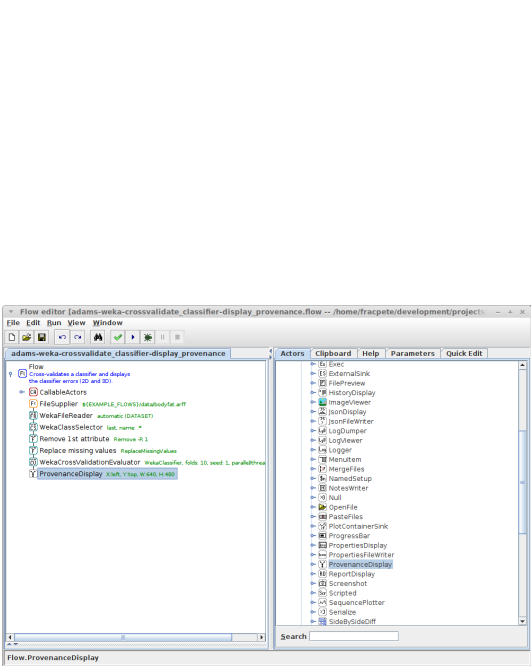 Flow editor [adams-weka-crossvalidate_classifier-display_provenance.flow -- /home/fracpete/development/projects
File Edit Run View Window
adams-weka-crossvalidate_classifier-display_provenance
Flow
Cross-validates a classifier and displays
the classifier errors (2D and 3D).
CallableActors
FileSupplier ${EXAMPLE_FLOWS}/data/bodyfat.arff
WekaFileReader automatic (DATASET)
WekaClassSelector last, name: .*
Remove 1st attribute Remove -R 1
Replace missing values ReplaceMissingValues
WekaCrossValidationEvaluator WekaClassifier, folds: 10, seed: 1, parallel(threa
ProvenanceDisplay X:left, Y:top, W:640, H:480
Actors Clipboard Help Parameters Quick Edit
Exec
ExternalSink
FilePreview
HistoryDisplay
ImageViewer
JsonDisplay
JsonFileWriter
LogDumper
LogViewer
Logger
MenuItem
MergeFiles
NamedSetup
NotesWriter
Null
OpenFile
PasteFiles
PlotContainerSink
ProgressBar
PropertiesDisplay
PropertiesFileWriter
ProvenanceDisplay
ReportDisplay
Screenshot
Scripted
SequencePlotter
Serialize
SideBySideDiff
Search
Flow.ProvenanceDisplay